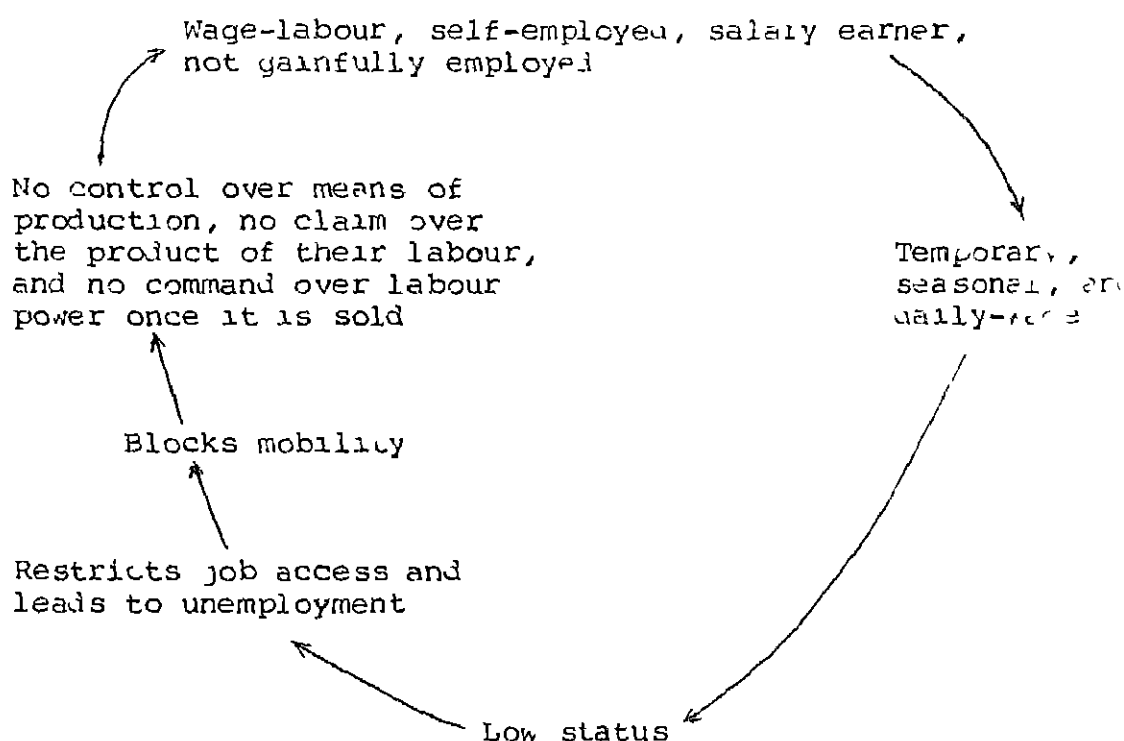 Wage-labour, self-employed, salary earner,
not gainfully employed
No control over means of
production, no claim over
the product of their labour,
and no command over labour
power once it is sold
Temporary,
seasonal,
Blocks mobility
Restricts job access and
leads to unemployment
Low status